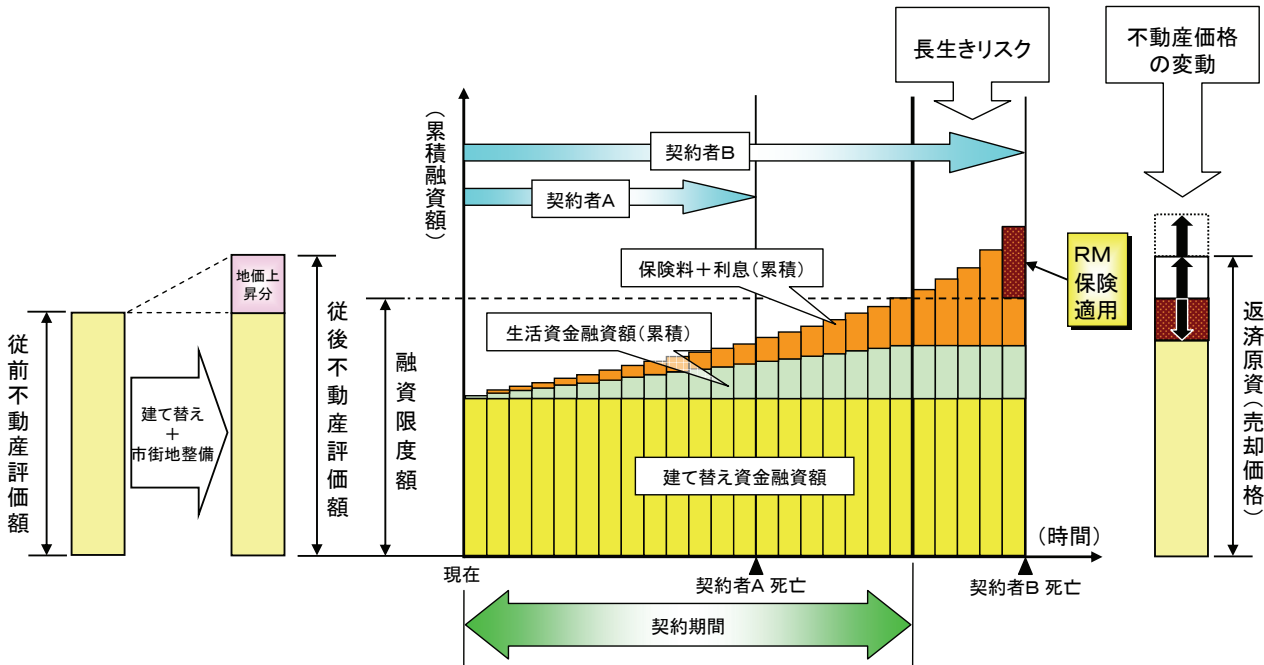 長生きリスク
不動産価格
の変動
(累積融資額)
契約者B
契約者A
地価上
昇分
保険料＋利息(累積)
RM
保険
適用
生活資金融資額(累積)
従前不動産評価額
建て替え
＋
市街地整備
従後不動産評価額
融資限度額
建て替え資金融資額
返済原資(売却価格)
(時間)
現在
契約者A 死亡
契約者B 死亡
契約期間